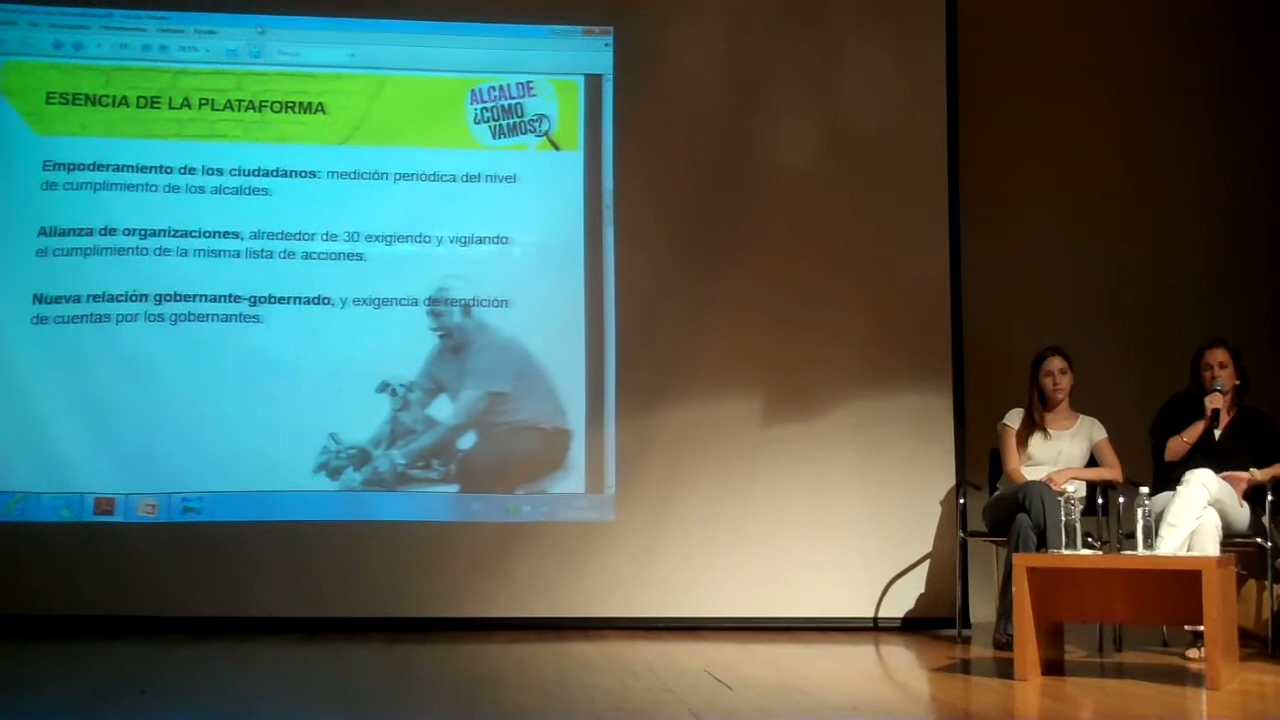 ESENCIA DE LA PLATAFORMA
ALCALDE
¿CÓMO
VAMOS?
Empoderamiento de los ciudadanos: medición periódica del nivel
de cumplimiento de los alcaldes.
Alianza de organizaciones, alrededor de 30 exigiendo y vigilando
el cumplimiento de la misma lista de acciones.
Nueva relación gobernante-gobernado, y exigencia de rendición
de cuentas por los gobernantes.